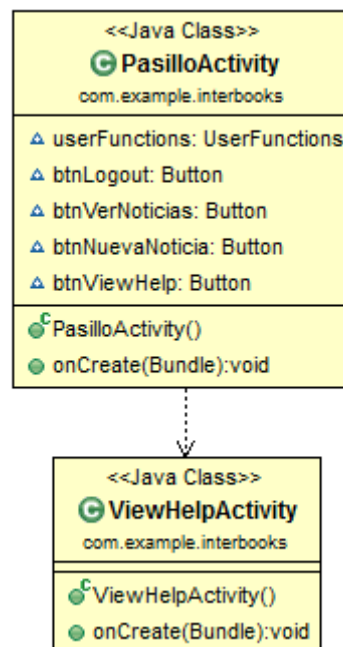 <<Java Class>>
PasilloActivity
com.example.interbooks
userFunctions: UserFunctions
btnLogout: Button
btnVerNoticias: Button
btnNuevaNoticia: Button
btnViewHelp: Button
PasilloActivity()
onCreate(Bundle):void
<<Java Class>>
ViewHelpActivity
com.example.interbooks
ViewHelpActivity()
onCreate(Bundle):void